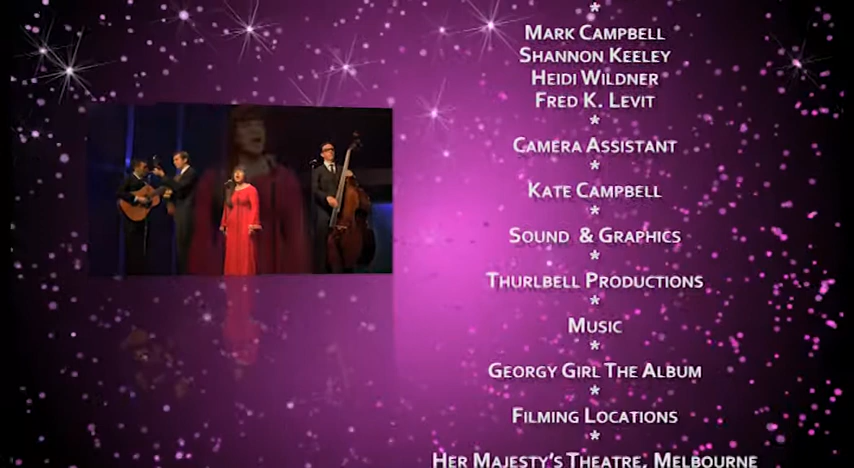 *
Mark Campbell
Shannon Keeley
Heidi Wildner
Fred K. Levit
*
Camera Assistant
*
Kate Campbell
*
Sound & Graphics
*
Thurlbell Productions
*
Music
*
Georgy Girl The Album
*
Filming Locations
*
Her Majesty's Theatre, Melbourne